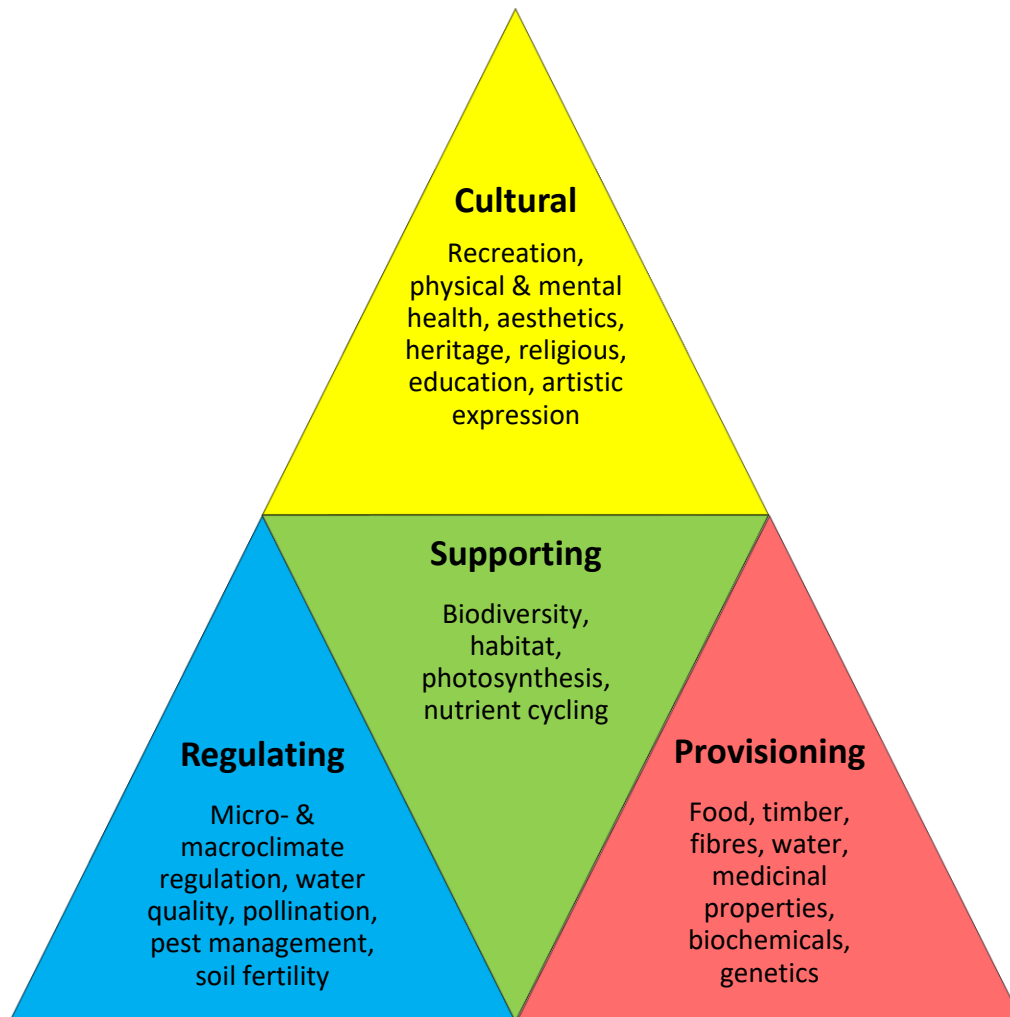 Cultural
Recreation,
physical & mental
health, aesthetics,
heritage, religious,
education, artistic
expression
Supporting
Biodiversity,
habitat,
photosynthesis,
nutrient cycling
Regulating
Micro- &
macroclimate
regulation, water
quality, pollination,
pest management,
soil fertility
Provisioning
Food, timber,
fibres, water,
medicinal
properties,
biochemicals,
genetics